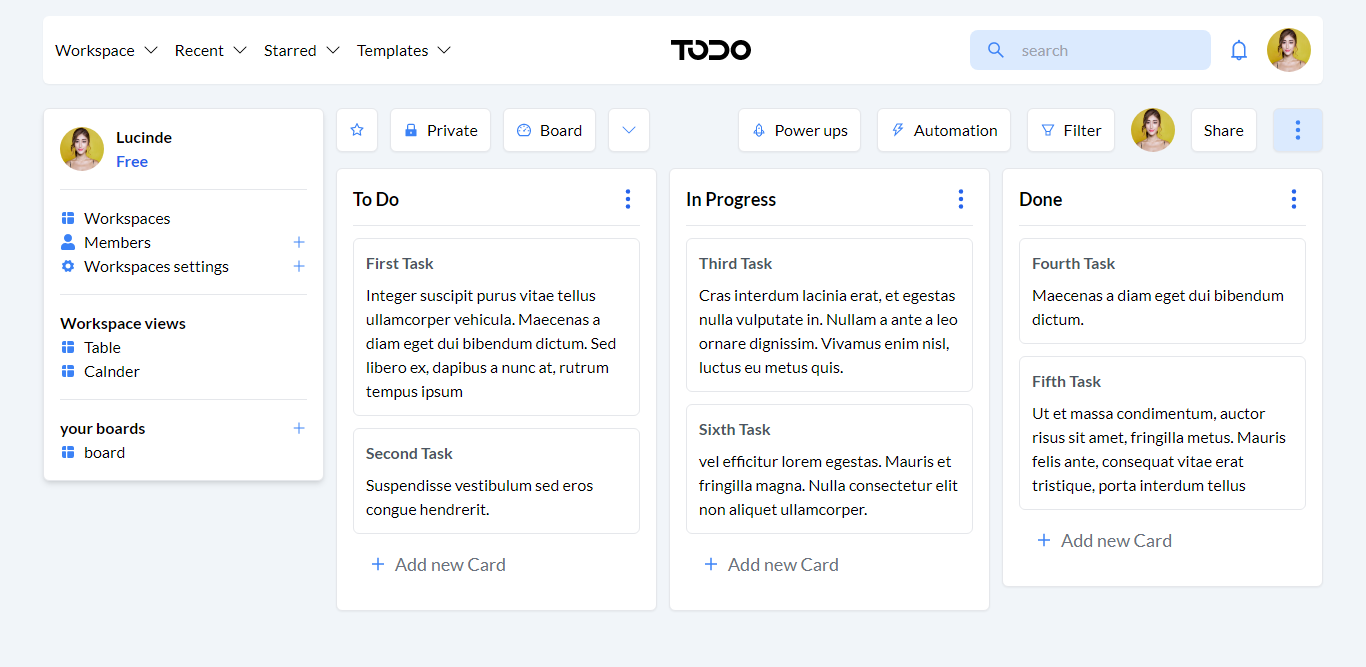 Workspace Recent Starred Templates TODO search
Lucinde
Free
Workspaces
Members
Workspaces settings
Workspace views
Table
Calnder
your boards
board
Private Board Power ups Automation Filter Share
To Do
First Task
Integer suscipit purus vitae tellus
ullamcorper vehicula. Maecenas a
diam eget dui bibendum dictum. Sed
libero ex, dapibus a nunc at, rutrum
tempus ipsum
Second Task
Suspendisse vestibulum sed eros
congue hendrerit.
Add new Card
In Progress
Third Task
Cras interdum lacinia erat, et egestas
nulla vulputate in. Nullam a ante a leo
ornare dignissim. Vivamus enim nisl,
luctus eu metus quis.
Sixth Task
vel efficitur lorem egestas. Mauris et
fringilla magna. Nulla consectetur elit
non aliquet ullamcorper.
Add new Card
Done
Fourth Task
Maecenas a diam eget dui bibendum
dictum.
Fifth Task
Ut et massa condimentum, auctor
risus sit amet, fringilla metus. Mauris
felis ante, consequat vitae erat
tristique, porta interdum tellus
Add new Card